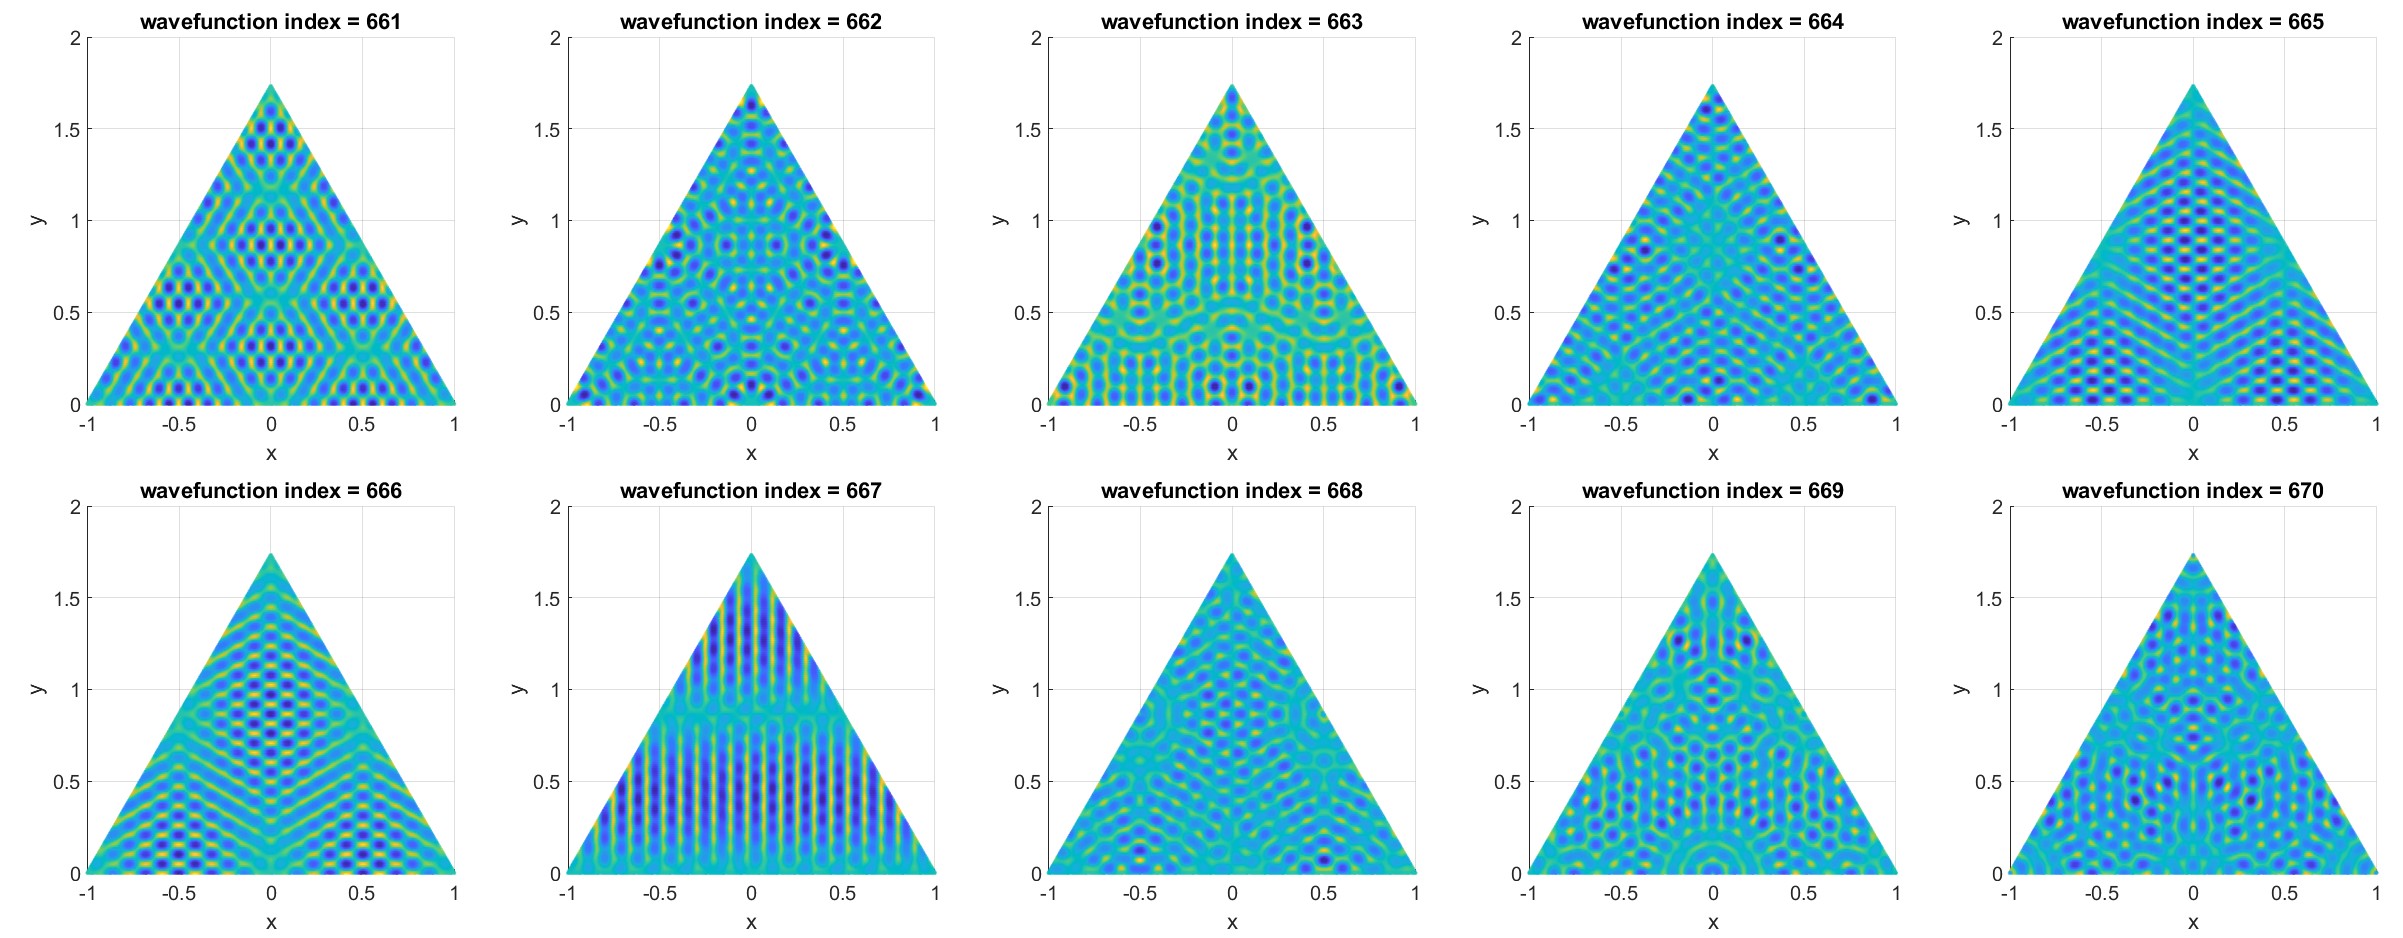 wavefunction index = 661
2
1.5
1
0.5
0
y
-1 -0.5 0 0.5 1
x
wavefunction index = 662
2
1.5
1
0.5
0
y
-1 -0.5 0 0.5 1
x
wavefunction index = 663
2
1.5
1
0.5
0
y
-1 -0.5 0 0.5 1
x
wavefunction index = 664
2
1.5
1
0.5
0
y
-1 -0.5 0 0.5 1
x
wavefunction index = 665
2
1.5
1
0.5
0
y
-1 -0.5 0 0.5 1
x
wavefunction index = 666
2
1.5
1
0.5
0
y
-1 -0.5 0 0.5 1
x
wavefunction index = 667
2
1.5
1
0.5
0
y
-1 -0.5 0 0.5 1
x
wavefunction index = 668
2
1.5
1
0.5
0
y
-1 -0.5 0 0.5 1
x
wavefunction index = 669
2
1.5
1
0.5
0
y
-1 -0.5 0 0.5 1
x
wavefunction index = 670
2
1.5
1
0.5
0
y
-1 -0.5 0 0.5 1
x